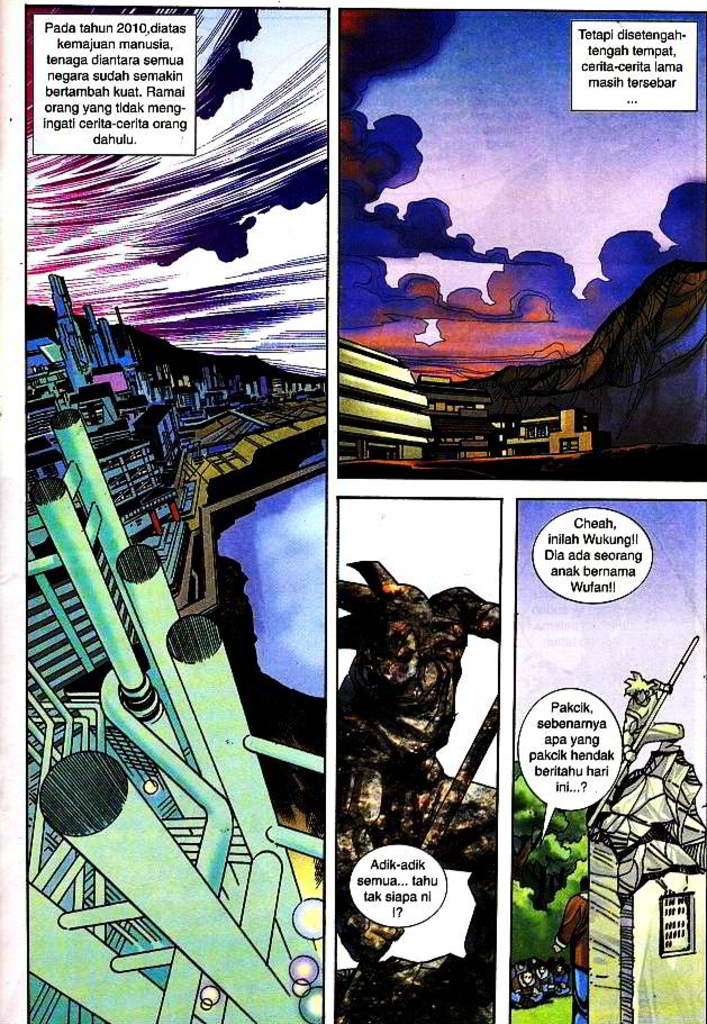 Pada tahun 2010,diatas
kemajuan manusia,
tenaga diantara semua
negara sudah semakin
bertambah kuat. Ramai
orang yang tidak meng-
ingati cerita-cerita orang
dahulu.
Tetapi disetengah-
tengah tempat,
cerita-cerita lama
masih tersebar
...
Adik-adik
semua... tahu
tak siapa ni
!?
Cheah,
inilah Wukung!!
Dia ada seorang
anak bernama
Wufan!!
Pakcik,
sebenarnya
apa yang
pakcik hendak
beritahu hari
ini...?